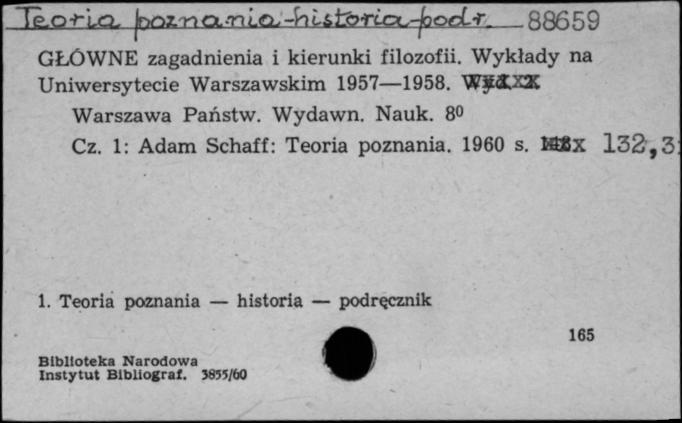 Teoria poznania-historia-podr. 88659
GŁÓWNE zagadnienia i kierunki filozofii. Wykłady na
Uniwersytecie Warszawskim 1957—1958.
Warszawa Państw. Wydawn. Nauk. 8⁰
Cz. 1: Adam Schaff: Teoria poznania. 1960 s. 132,3
1. Teoria poznania — historia — podręcznik
165
Biblioteka Narodowa
Instytut Bibliograf. 3855/60